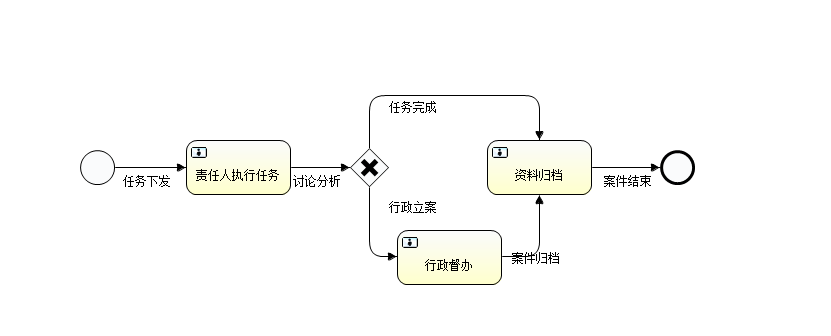 任务完成
任务下发
责任人执行任务
讨论分析
资料归档
案件结束
行政立案
行政督办
案件归档